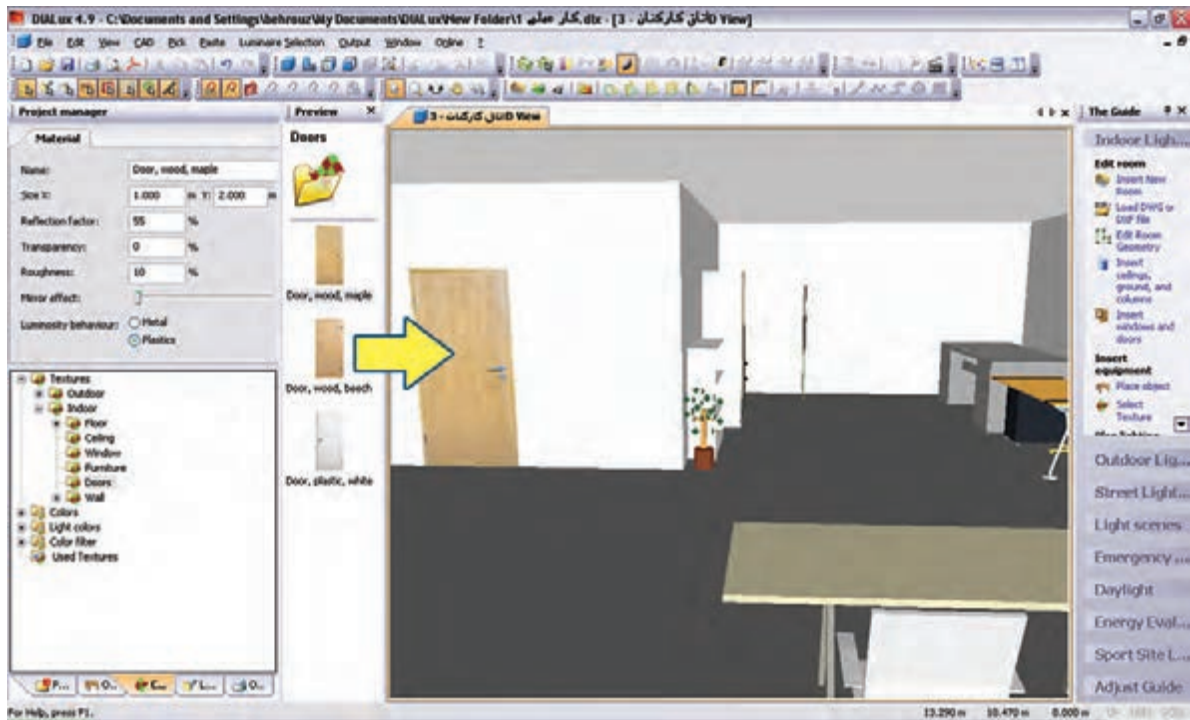 DIALux 4.9 - C:\Documents and Settings\behrouz\My Documents\DIALux\New Folder\1 کار عملی.dlx - [3 - اتاق کارکنانD View]
File Edit View CAD Pick Paste Luminaire Selection Output Window Online ?
Project manager
Material
Name: Door, wood, maple
Size X: 1.000 m Y: 2.000 m
Reflection factor: 55 %
Transparency: 0 %
Roughness: 10 %
Mirror effect:
Luminosity behaviour: Metal
Plastics
Textures
Outdoor
Indoor
Floor
Ceiling
Window
Furniture
Doors
Wall
Colors
Light colors
Color filter
Used Textures
P... O... C... L... O...
For Help, press F1.
Preview
Doors
Door, wood, maple
Door, wood, beech
Door, plastic, white
3 - اتاق کارکنانD View
The Guide
Indoor Ligh...
Edit room
Insert New Room
Load DWG or DXF file
Edit Room Geometry
Insert ceilings, ground, and columns
Insert windows and doors
Insert equipment
Place object
Select Texture
Outdoor Lig...
Street Light...
Light scenes
Emergency ...
Daylight
Energy Eval...
Sport Site L...
Adjust Guide
13.290 m 10.470 m 0.000 m